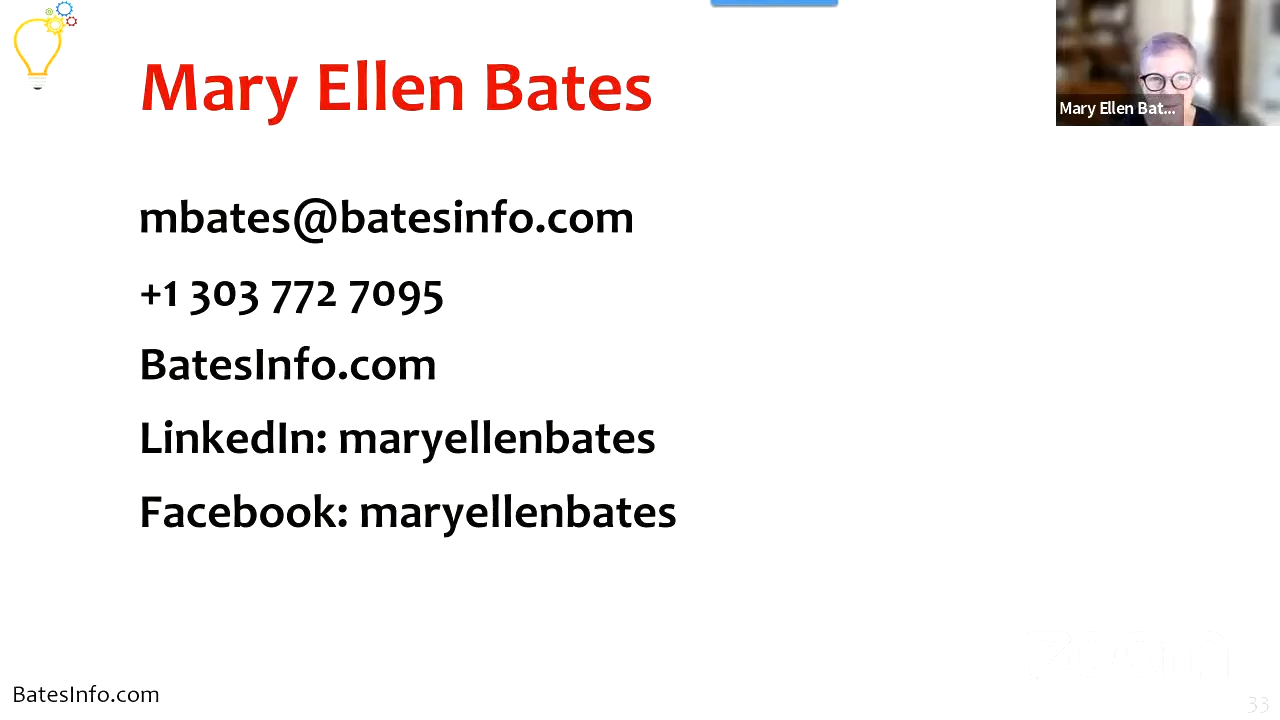 Mary Ellen Bates
Mary Ellen Bat...
mbates@batesinfo.com
+1 303 772 7095
BatesInfo.com
LinkedIn: maryellenbates
Facebook: maryellenbates
BatesInfo.com
33